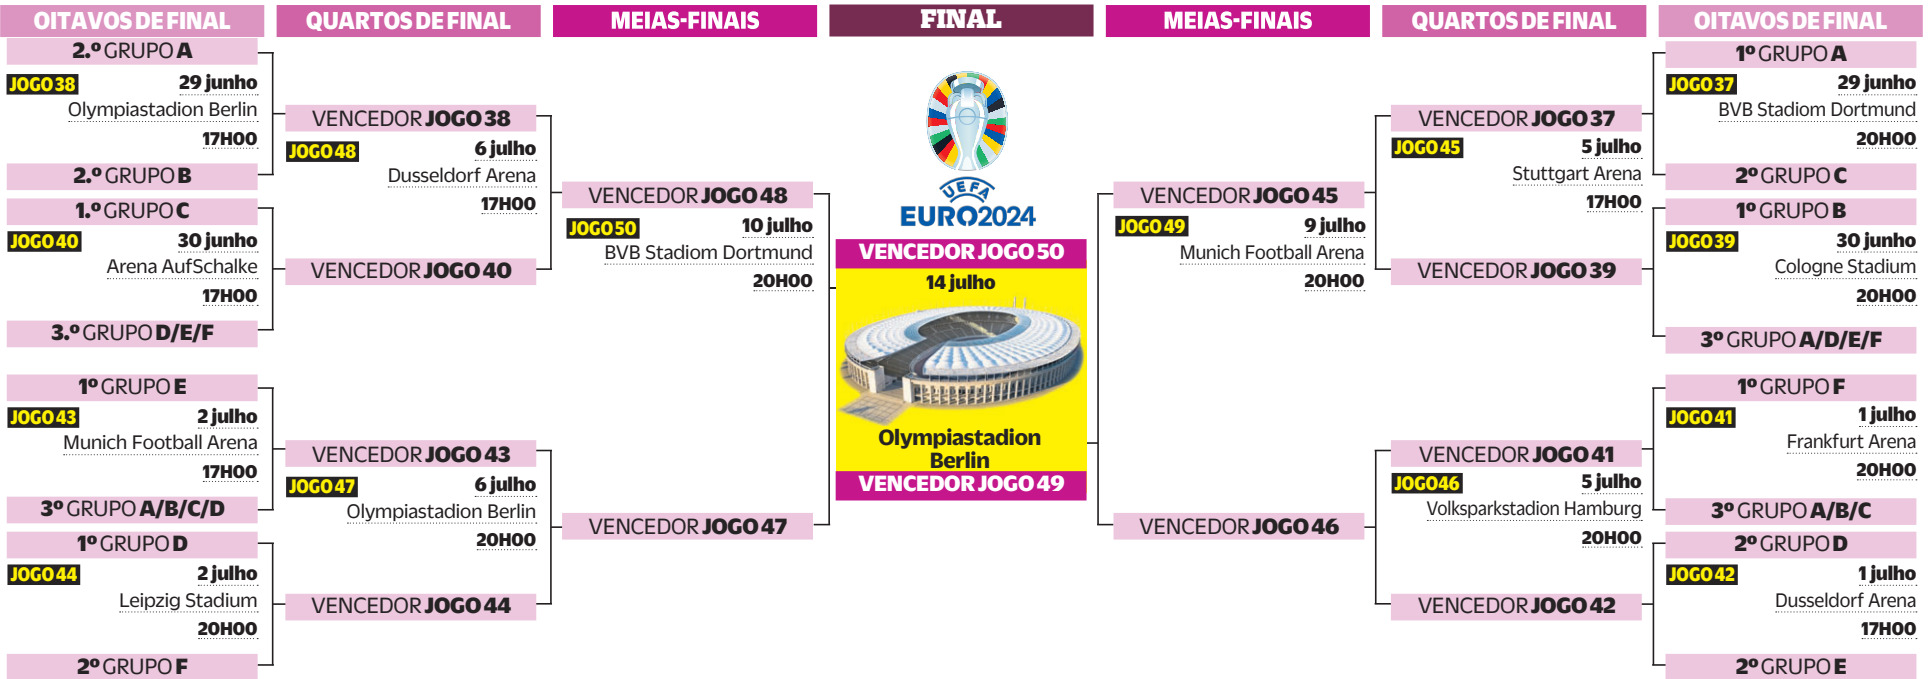 OITAVOS DE FINAL
2.º GRUPO A
JOGO 38 29 junho
Olympiastadion Berlin
17H00
2.º GRUPO B
1.º GRUPO C
JOGO 40 30 junho
Arena AufSchalke
17H00
3.º GRUPO D/E/F
1º GRUPO E
JOGO 43 2 julho
Munich Football Arena
17H00
3º GRUPO A/B/C/D
1º GRUPO D
JOGO 44 2 julho
Leipzig Stadium
20H00
2º GRUPO F
QUARTOS DE FINAL
VENCEDOR JOGO 38
JOGO 48 6 julho
Dusseldorf Arena
17H00
VENCEDOR JOGO 40
VENCEDOR JOGO 43
JOGO 47 6 julho
Olympiastadion Berlin
20H00
VENCEDOR JOGO 44
MEIAS-FINAIS
VENCEDOR JOGO 48
JOGO 50 10 julho
BVB Stadiom Dortmund
20H00
VENCEDOR JOGO 47
FINAL
UEFA
EURO2024
VENCEDOR JOGO 50
14 julho
Olympiastadion
Berlin
VENCEDOR JOGO 49
MEIAS-FINAIS
VENCEDOR JOGO 45
JOGO 49 9 julho
Munich Football Arena
20H00
VENCEDOR JOGO 46
QUARTOS DE FINAL
VENCEDOR JOGO 37
JOGO 45 5 julho
Stuttgart Arena
17H00
VENCEDOR JOGO 39
VENCEDOR JOGO 41
JOGO46 5 julho
Volksparkstadion Hamburg
20H00
VENCEDOR JOGO 42
OITAVOS DE FINAL
1º GRUPO A
JOGO 37 29 junho
BVB Stadiom Dortmund
20H00
2º GRUPO C
1º GRUPO B
JOGO 39 30 junho
Cologne Stadium
20H00
3º GRUPO A/D/E/F
1º GRUPO F
JOGO 41 1 julho
Frankfurt Arena
20H00
3º GRUPO A/B/C
2º GRUPO D
JOGO 42 1 julho
Dusseldorf Arena
17H00
2º GRUPO E